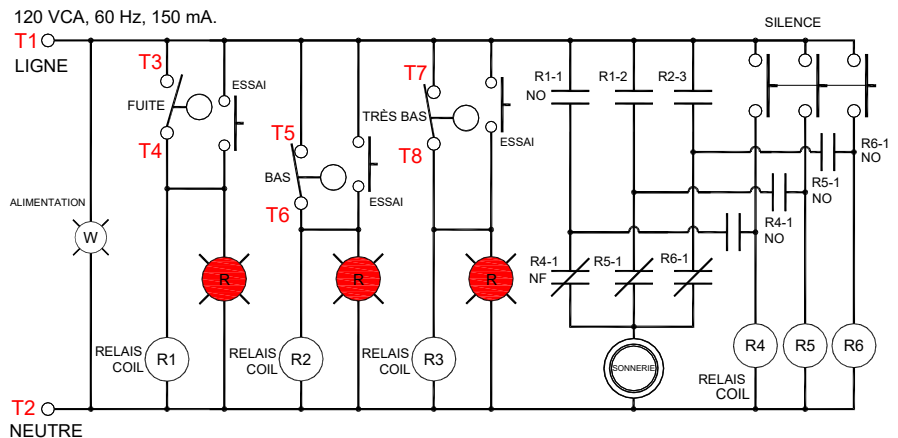 120 VCA, 60 Hz, 150 mA.
T1
LIGNE
SILENCE
T3
FUITE
T4
ESSAI
T5
BAS
T6
ESSAI
T7
TRÈS BAS
T8
ESSAI
R1-1
NO
R1-2
R2-3
R6-1
NO
R5-1
NO
R4-1
NO
ALIMENTATION
W
R
R
R
R4-1
NF
R5-1
R6-1
RELAIS
COIL
R1
RELAIS
COIL
R2
RELAIS
COIL
R3
SONNERIE
R4
R5
R6
RELAIS
COIL
T2
NEUTRE